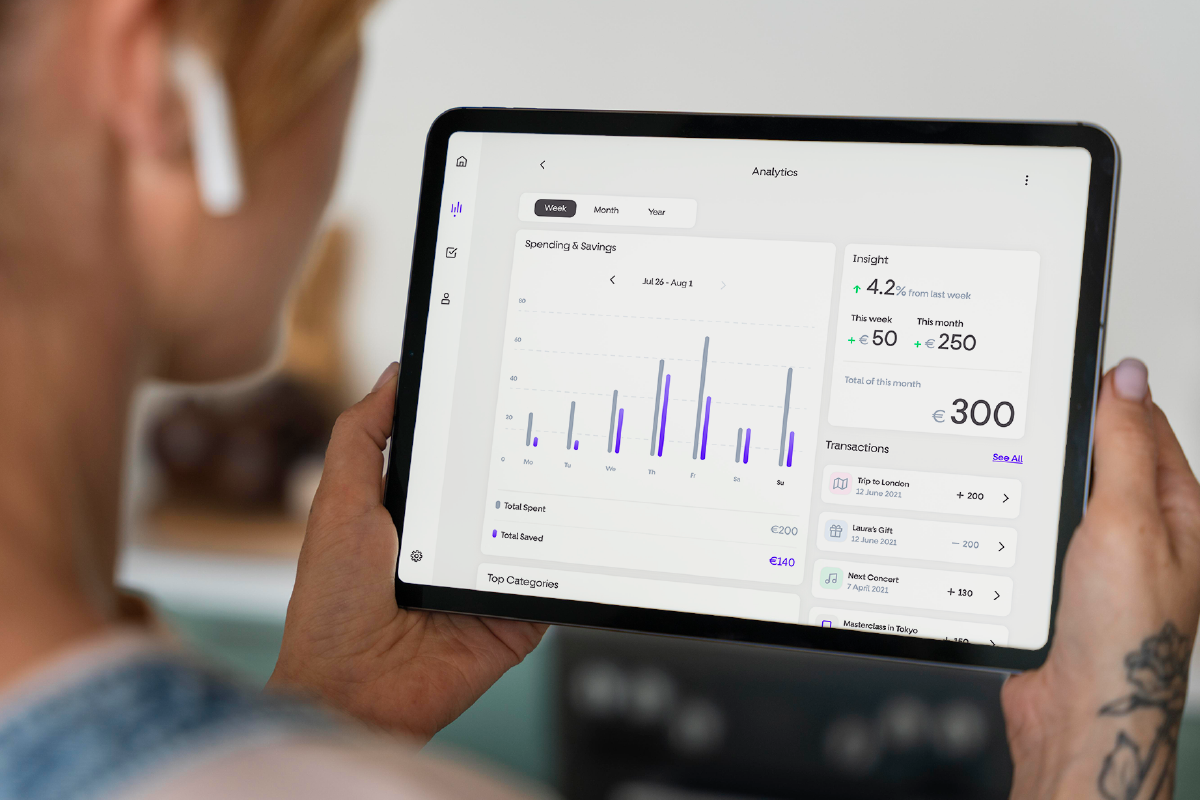 Analytics
Week Month Year
Spending & Savings
Jul 26 - Aug 1
80
60
40
20
0
Mo Tu We Th Fr Sa Su
Total Spent €200
Total Saved €140
Top Categories
Insight
4.2% from last week
This week This month
+ €50 + €250
Total of this month
€300
Transactions See All
Trip to London
12 June 2021
+ 200
Laura's Gift
12 June 2021
— 200
Next Concert
7 April 2021
+ 130
Masterclass in Tokyo